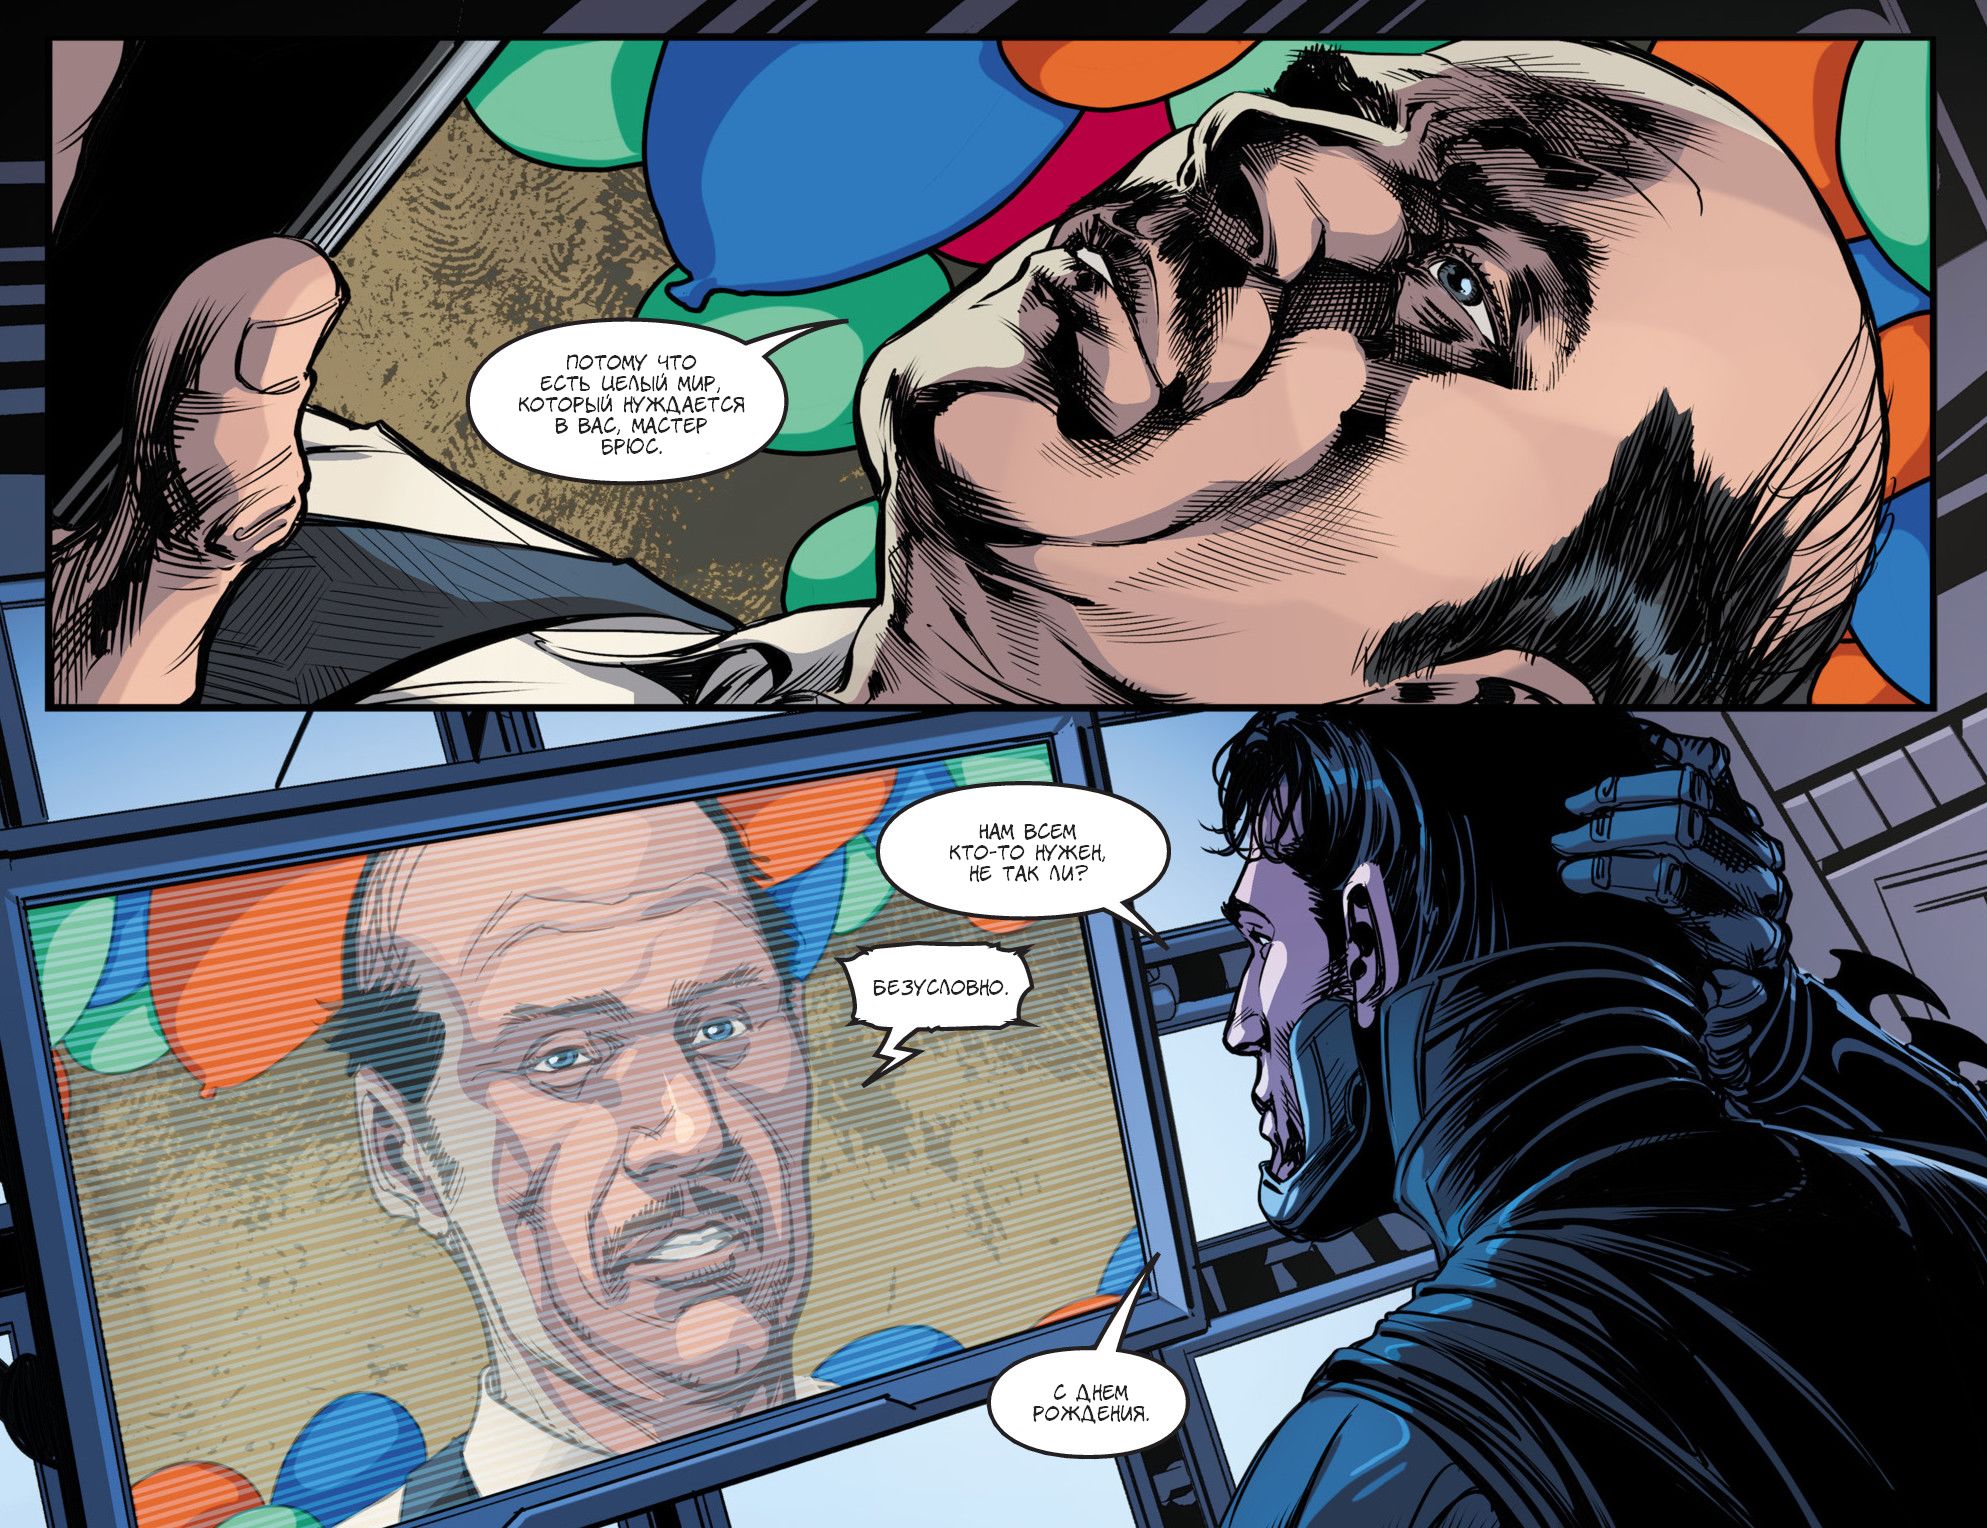 ПОТОМУ ЧТО
ЕСТЬ ЦЕЛЫЙ МИР,
КОТОРЫЙ НУЖДАЕТСЯ
В ВАС, МАСТЕР
БРЮС.
НАМ ВСЕМ
КТО-ТО НУЖЕН,
НЕ ТАК ЛИ?
БЕЗУСЛОВНО.
С ДНЕМ
РОЖДЕНИЯ.